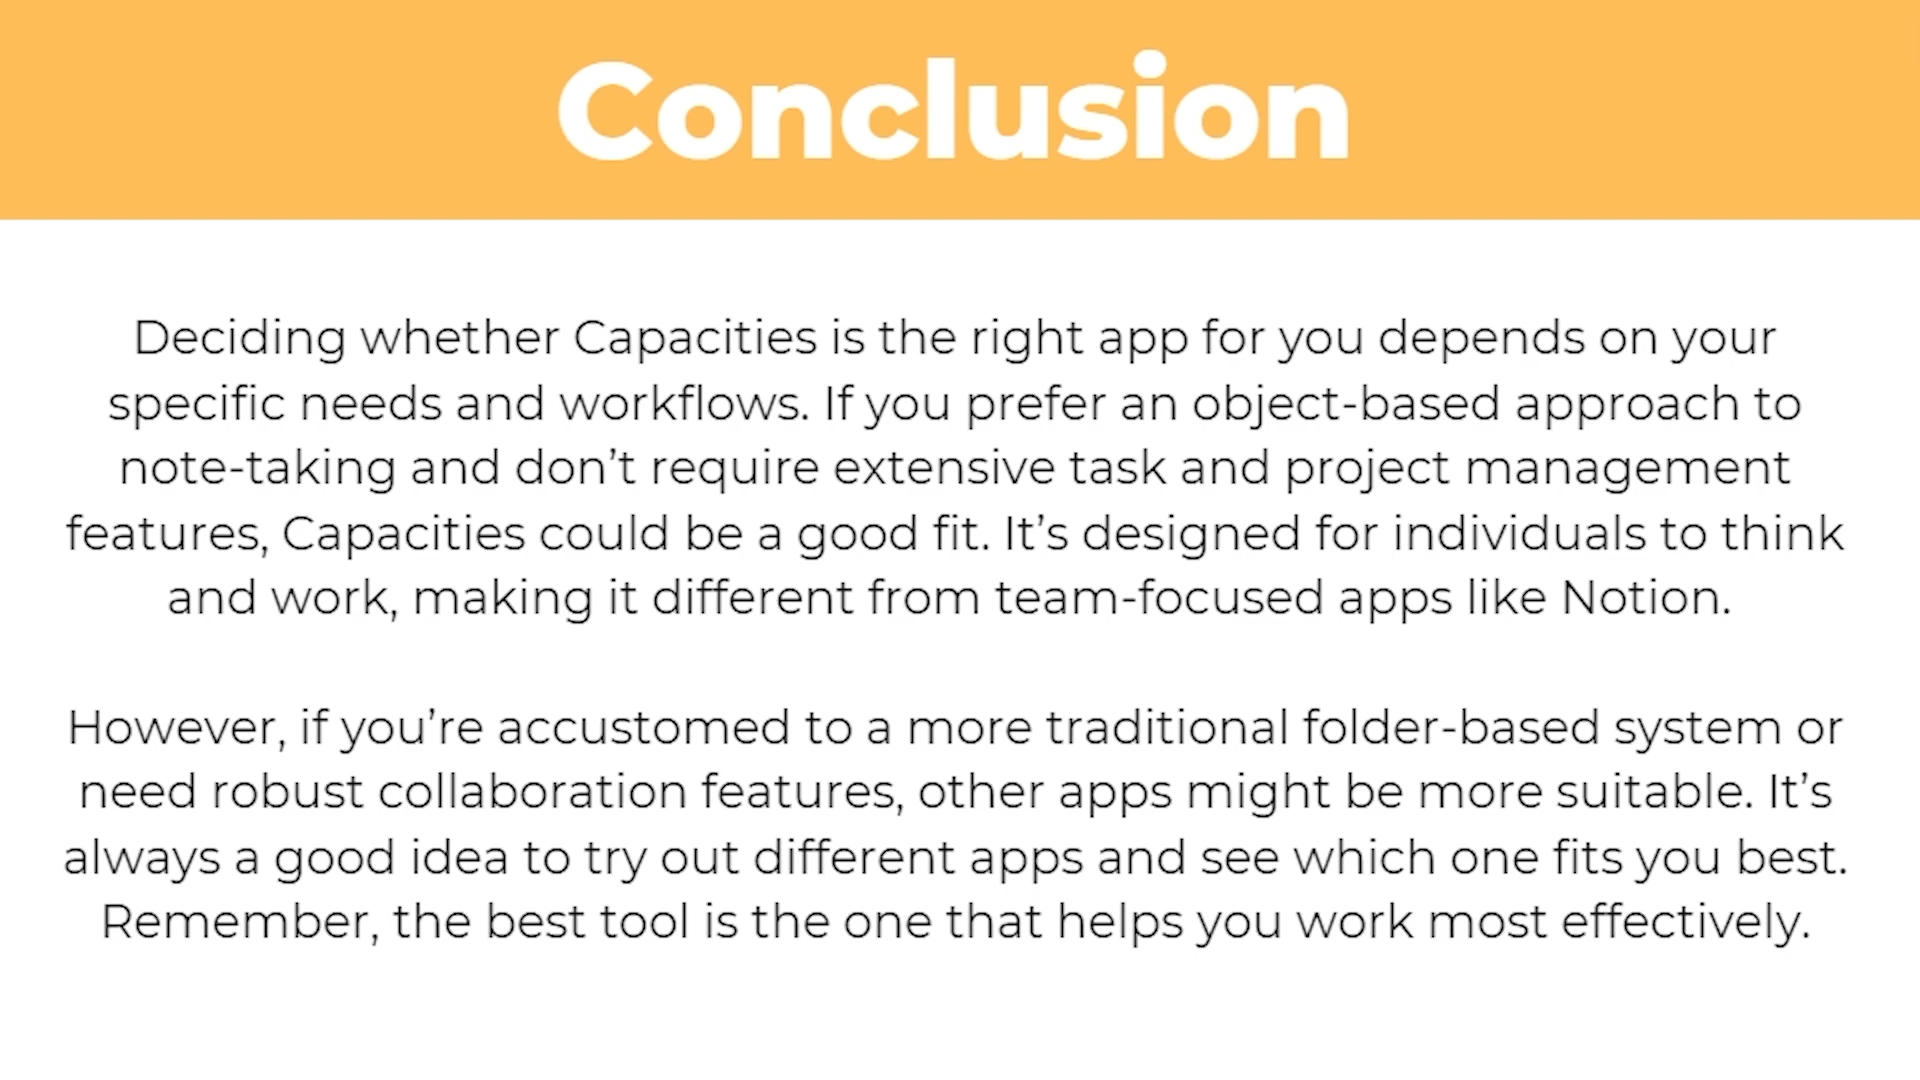 Conclusion
Deciding whether Capacities is the right app for you depends on your
specific needs and workflows. If you prefer an object-based approach to
note-taking and don’t require extensive task and project management
features, Capacities could be a good fit. It’s designed for individuals to think
and work, making it different from team-focused apps like Notion.
However, if you’re accustomed to a more traditional folder-based system or
need robust collaboration features, other apps might be more suitable. It’s
always a good idea to try out different apps and see which one fits you best.
Remember, the best tool is the one that helps you work most effectively.